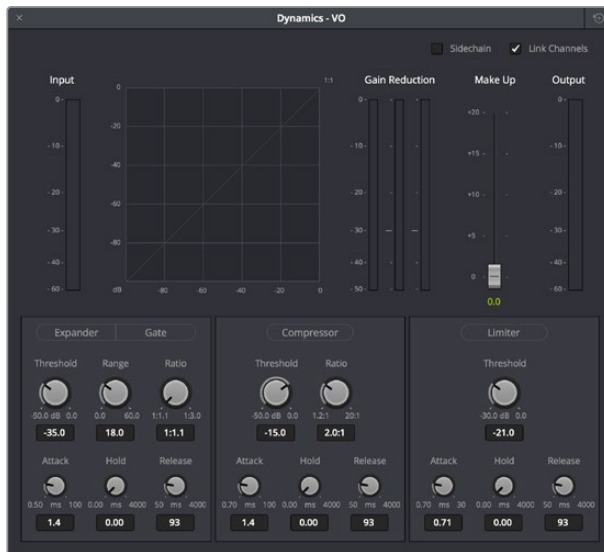 Dynamics - VO
Sidechain Link Channels
Input 1:1 Gain Reduction Make Up Output
0- 0 0- +20 0-
-20
-10- -10- +15 -10-
-40
-20- -20- +10 -20-
-60
-30- -30- +5 -30-
-80
-40- -40- 0 -40-
-60- dB -80 -60 -40 -20 0 -50- -60-
0.0
Expander Gate Compressor Limiter
Threshold Range Ratio Threshold Ratio Threshold
-50.0 dB 0.0 0.0 60.0 1:1.1 1:3.0 -50.0 dB 0.0 1.2:1 20:1 -30.0 dB 0.0
-35.0 18.0 1:1.1 -15.0 2.0:1 -21.0
Attack Hold Release Attack Hold Release Attack Hold Release
0.50 ms 100 0.00 ms 4000 50 ms 4000 0.70 ms 100 0.00 ms 4000 50 ms 4000 0.70 ms 30 0.00 ms 4000 50 ms 4000
1.4 0.00 93 1.4 0.00 93 0.71 0.00 93